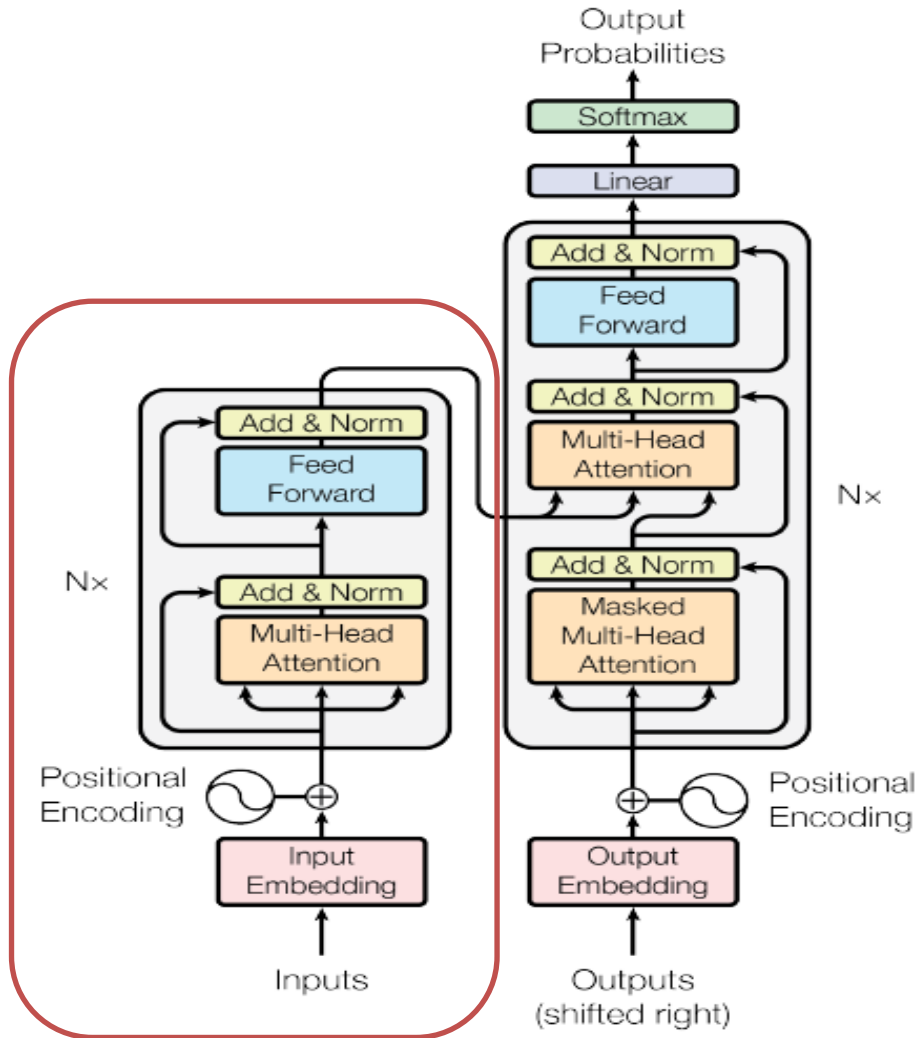 Output
Probabilities
Softmax
Linear
Add & Norm
Feed
Forward
Add & Norm
Multi-Head
Attention
Nx
Add & Norm
Masked
Multi-Head
Attention
Add & Norm
Feed
Forward
Nx
Add & Norm
Multi-Head
Attention
Positional
Encoding
Positional
Encoding
Input
Embedding
Output
Embedding
Inputs
Outputs
(shifted right)